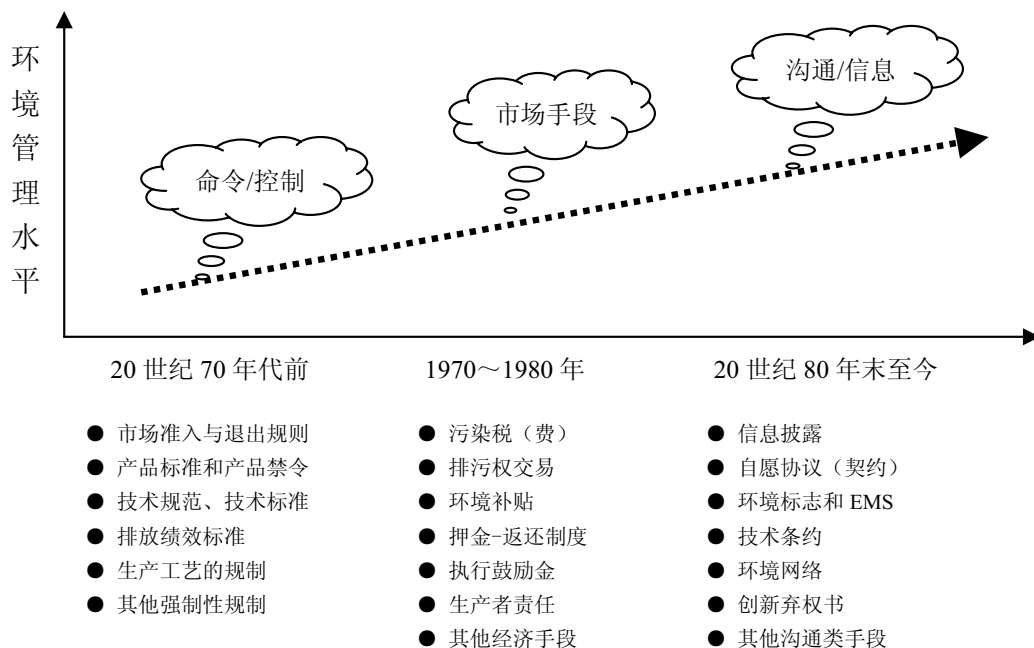 环境管理水平
命令/控制
市场手段
沟通/信息
20 世纪 70 年代前
1970～1980 年
20 世纪 80 年末至今
● 市场准入与退出规则
● 产品标准和产品禁令
● 技术规范、技术标准
● 排放绩效标准
● 生产工艺的规制
● 其他强制性规制
● 污染税（费）
● 排污权交易
● 环境补贴
● 押金-返还制度
● 执行鼓励金
● 生产者责任
● 其他经济手段
● 信息披露
● 自愿协议（契约）
● 环境标志和 EMS
● 技术条约
● 环境网络
● 创新弃权书
● 其他沟通类手段